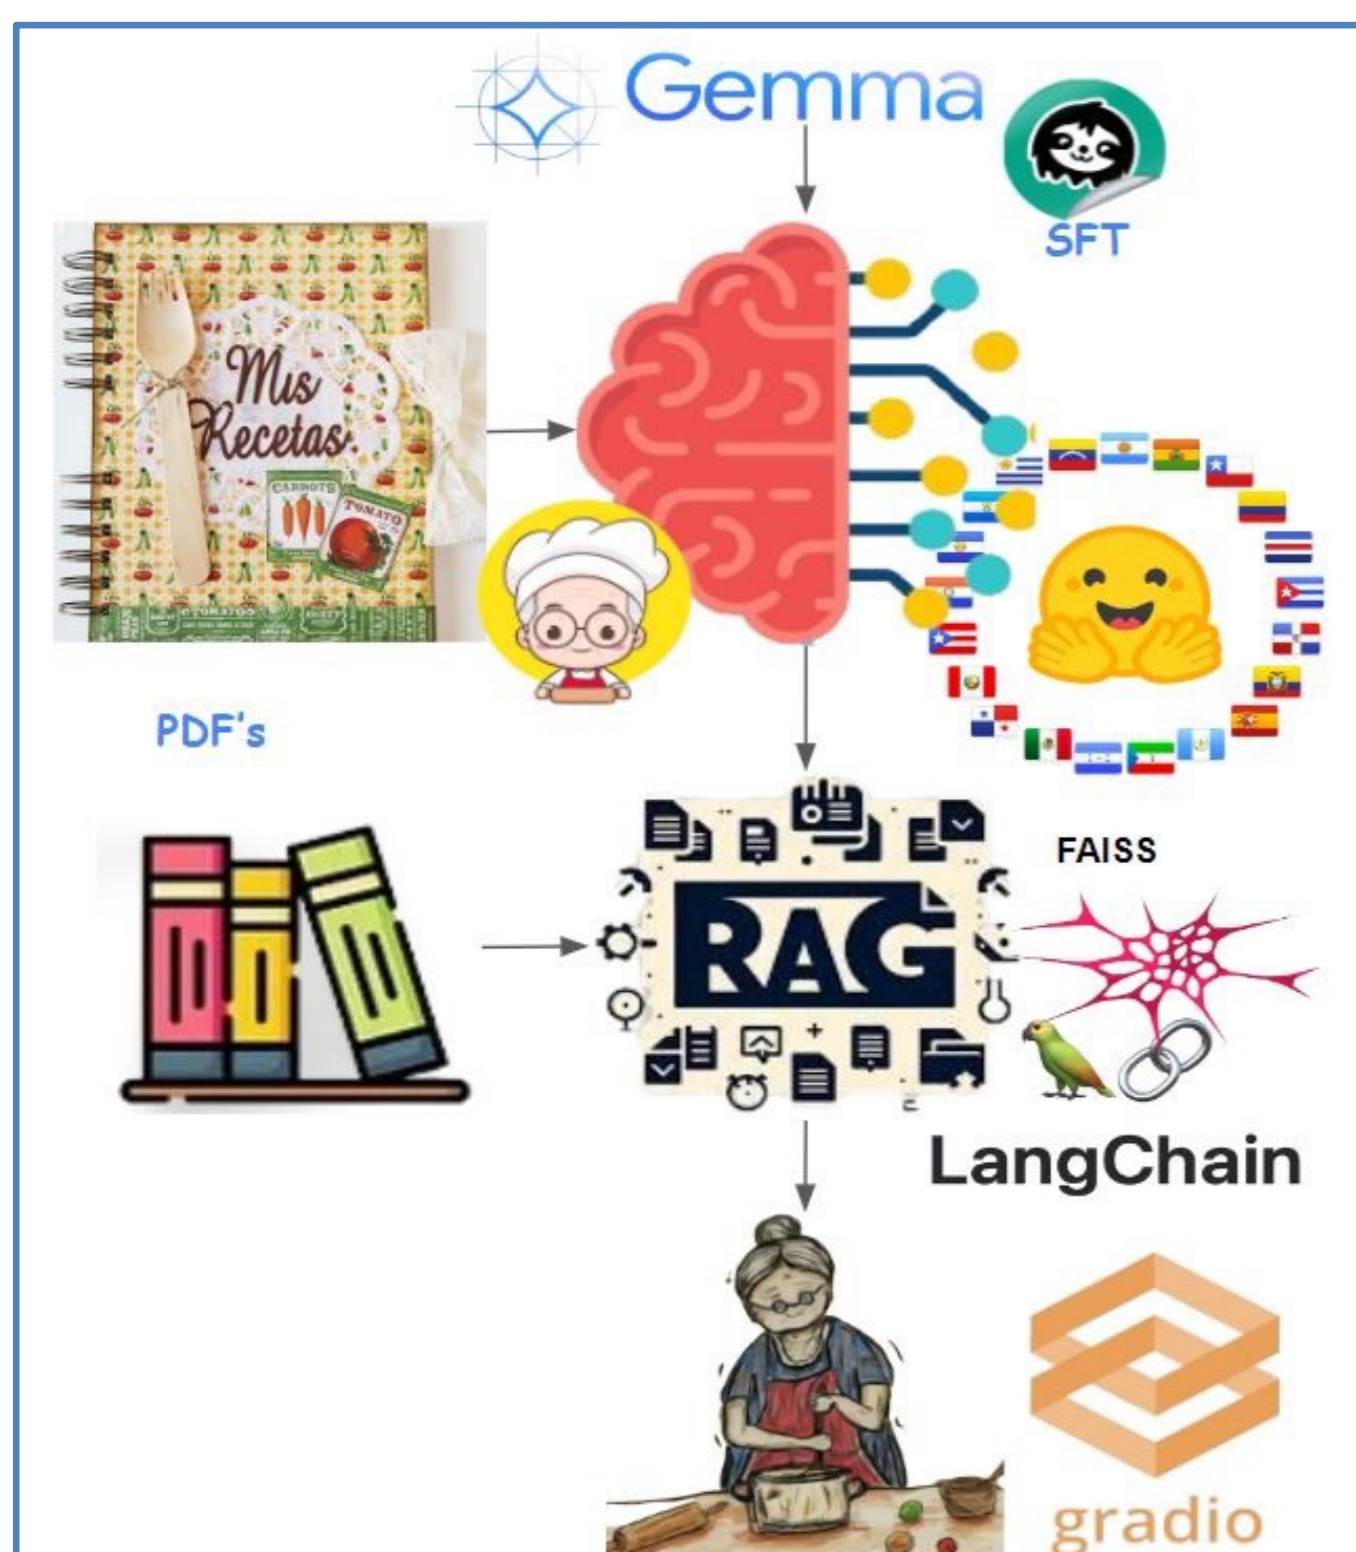 Gemma
SFT
Mis
Recetas
CARROTS
TOMATO
PDF's
FAISS
RAG
LangChain
gradio